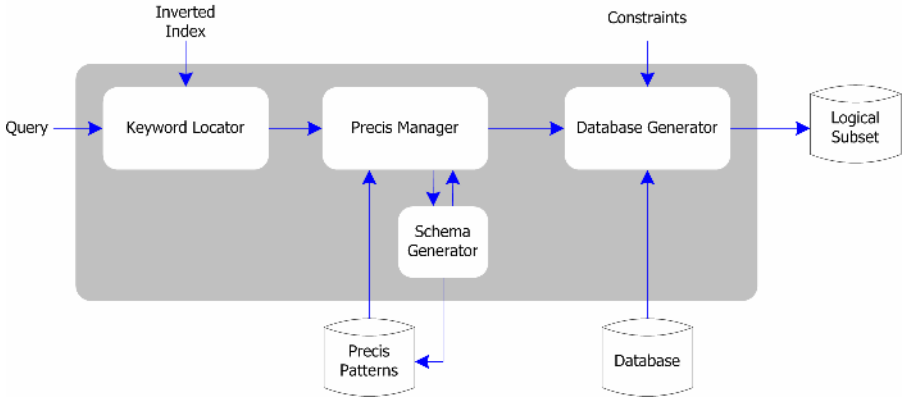 Inverted
Index
Constraints
Query
Keyword Locator
Precis Manager
Database Generator
Logical
Subset
Schema
Generator
Precis
Patterns
Database